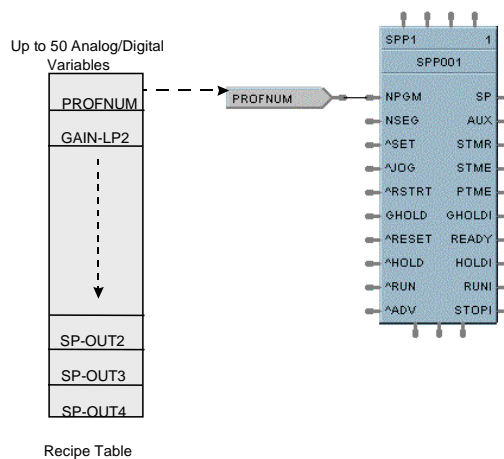 Up to 50 Analog/Digital
Variables
PROFNUM
GAIN-LP2
SP-OUT2
SP-OUT3
SP-OUT4
Recipe Table
PROFNUM
SPP1 1
SPP001
NPGM SP
NSEG AUX
^SET STMR
^JOG STME
^RSTRT PTME
GHOLD GHOLDI
^RESET READY
^HOLD HOLDI
^RUN RUNI
^ADV STOPI